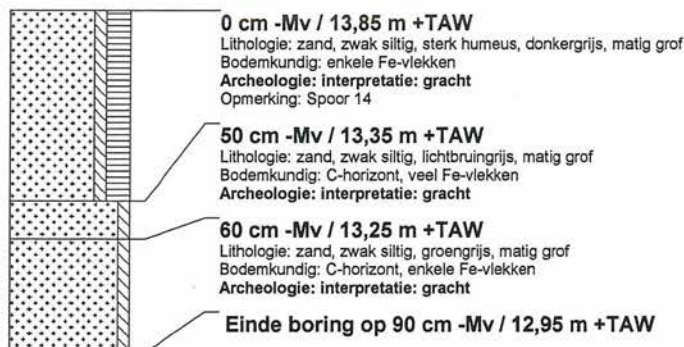 0 cm -Mv / 13,85 m +TAW
Lithologie: zand, zwak siltig, sterk humeus, donkergrijs, matig grof
Bodemkundig: enkele Fe-vlekken
Archeologie: interpretatie: gracht
Opmerking: Spoor 14
50 cm -Mv / 13,35 m +TAW
Lithologie: zand, zwak siltig, lichtbruingrijs, matig grof
Bodemkundig: C-horizont, veel Fe-vlekken
Archeologie: interpretatie: gracht
60 cm -Mv / 13,25 m +TAW
Lithologie: zand, zwak siltig, groengrijs, matig grof
Bodemkundig: C-horizont, enkele Fe-vlekken
Archeologie: interpretatie: gracht
Einde boring op 90 cm -Mv / 12,95 m +TAW